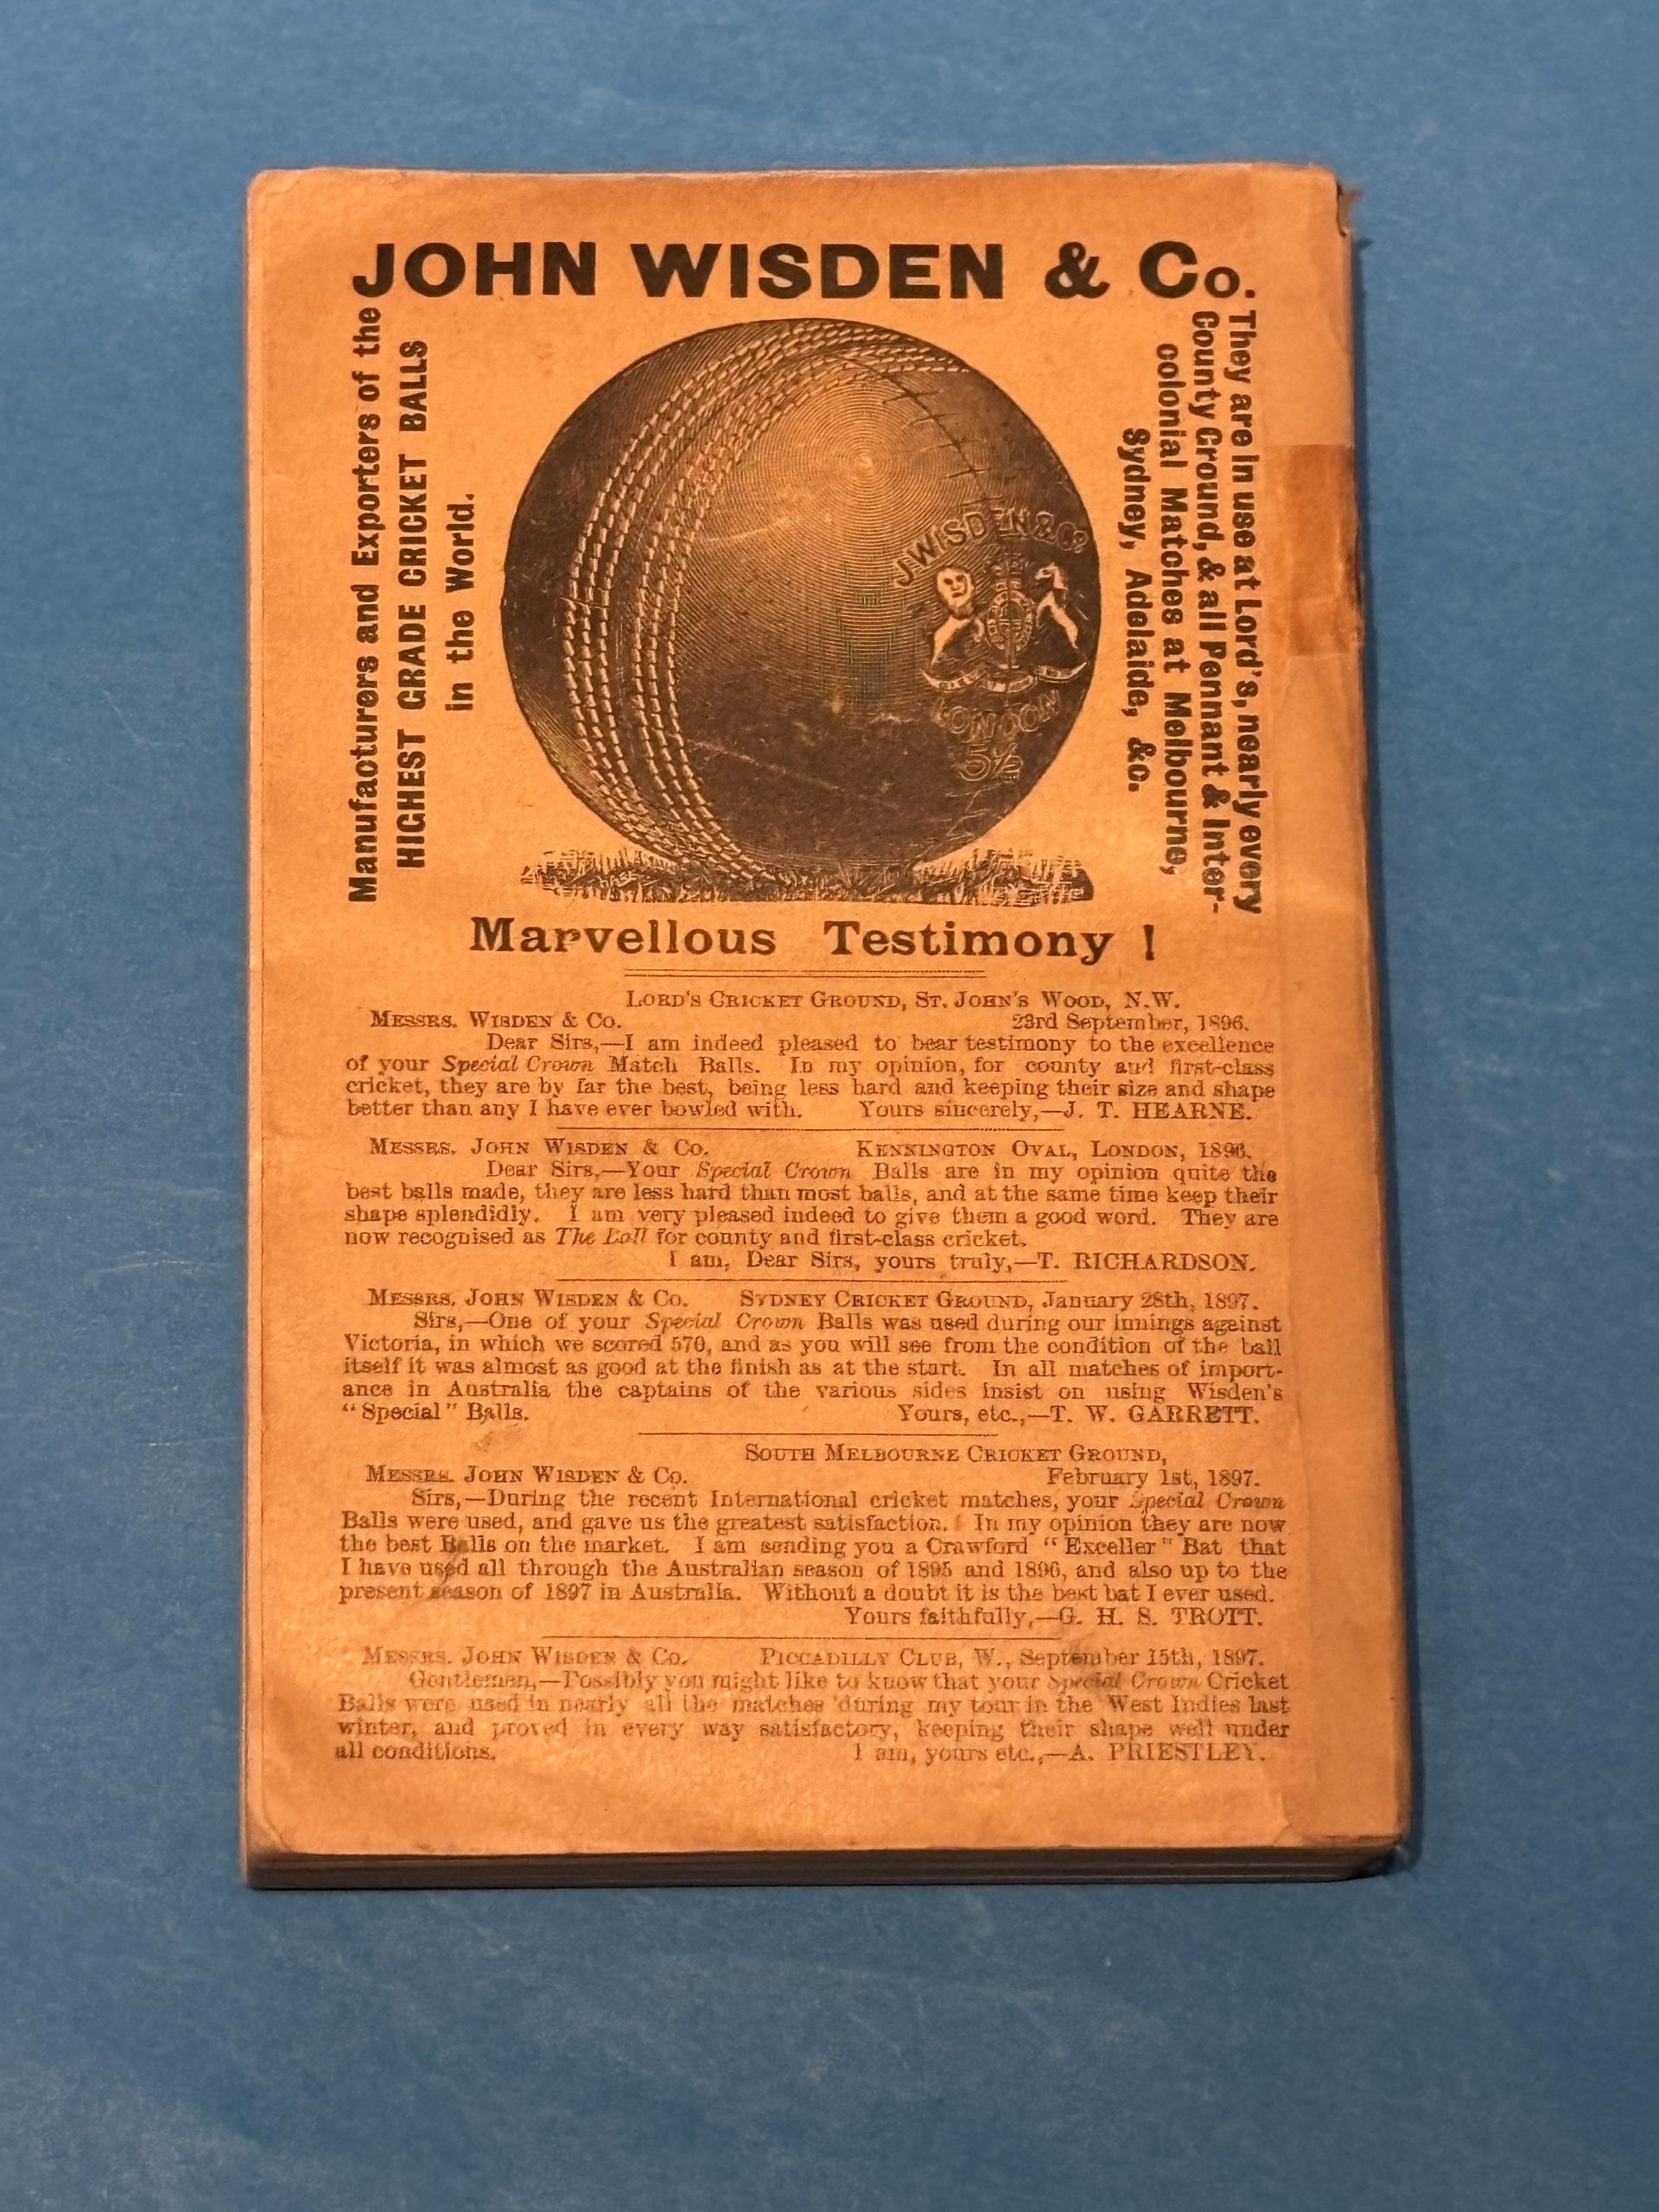 JOHN WISDEN & Co.
Manufacturers and Exporters of the
HIGHEST GRADE CRICKET BALLS
in the World.
They are in use at Lord's, nearly every
County Ground, & all Pennant & Inter-
colonial Matches at Melbourne,
Sydney, Adelaide, &c.
J. WISDEN & Co
LONDON
5½
Marvellous Testimony !
LORD'S CRICKET GROUND, ST. JOHN'S WOOD, N.W.
MESSRS. WISDEN & Co. 23rd September, 1896.
Dear Sirs,—I am indeed pleased to bear testimony to the excellence
of your Special Crown Match Balls. In my opinion, for county and first-class
cricket, they are by far the best, being less hard and keeping their size and shape
better than any I have ever bowled with. Yours sincerely,—J. T. HEARNE.
MESSRS. JOHN WISDEN & Co. KENNINGTON OVAL, LONDON, 1896.
Dear Sirs,—Your Special Crown Balls are in my opinion quite the
best balls made, they are less hard than most balls, and at the same time keep their
shape splendidly. I am very pleased indeed to give them a good word. They are
now recognised as The Ball for county and first-class cricket.
I am, Dear Sirs, yours truly,—T. RICHARDSON.
MESSRS. JOHN WISDEN & Co. SYDNEY CRICKET GROUND, January 28th, 1897.
Sirs,—One of your Special Crown Balls was used during our innings against
Victoria, in which we scored 570, and as you will see from the condition of the ball
itself it was almost as good at the finish as at the start. In all matches of import-
ance in Australia the captains of the various sides insist on using Wisden's
"Special" Balls. Yours, etc.,—T. W. GARRETT.
SOUTH MELBOURNE CRICKET GROUND,
MESSRS. JOHN WISDEN & Co. February 1st, 1897.
Sirs,—During the recent International cricket matches, your Special Crown
Balls were used, and gave us the greatest satisfaction. In my opinion they are now
the best Balls on the market. I am sending you a Crawford "Exceller" Bat that
I have used all through the Australian season of 1895 and 1896, and also up to the
present season of 1897 in Australia. Without a doubt it is the best bat I ever used.
Yours faithfully,—G. H. S. TROTT.
MESSRS. JOHN WISDEN & Co. PICCADILLY CLUB, W., September 15th, 1897.
Gentlemen,—Possibly you might like to know that your Special Crown Cricket
Balls were used in nearly all the matches during my tour in the West Indies last
winter, and proved in every way satisfactory, keeping their shape well under
all conditions. I am, yours etc.,—A. PRIESTLEY.